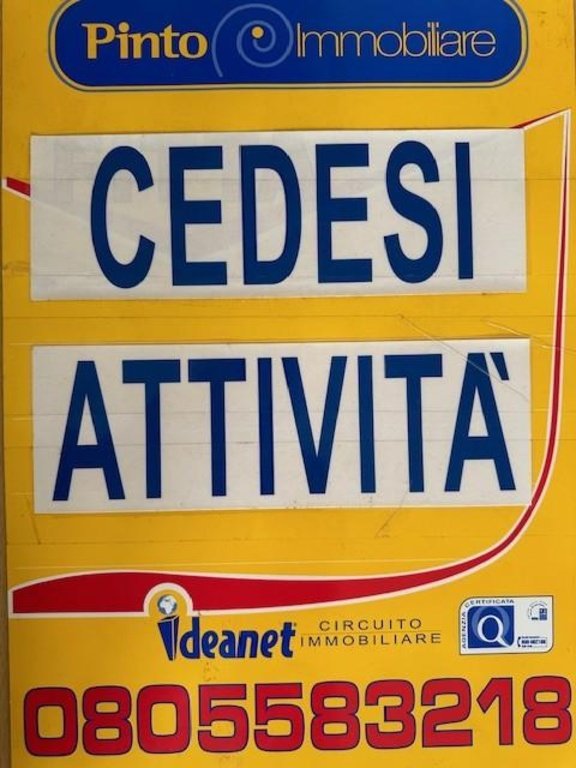 Pinto Immobiliare
CEDESI
ATTIVITÀ
Ideanet CIRCUITO
IMMOBILIARE
AGENZIA CERTIFICATA
Q
0805583218